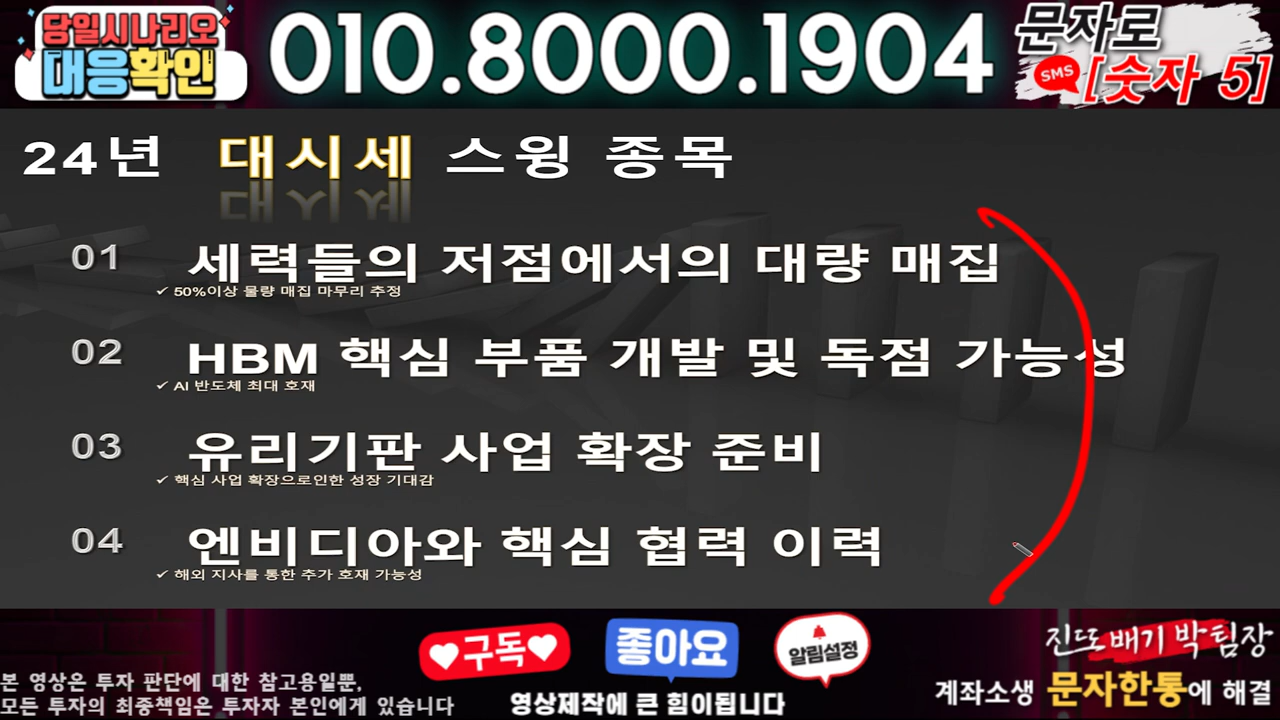 당일시나리오
대응확인
010.8000.1904
문자로
SMS [숫자 5]
24년 대시세 스윙 종목
01 세력들의 저점에서의 대량 매집
✓ 50%이상 물량 매집 마무리 추정
02 HBM 핵심 부품 개발 및 독점 가능성
✓ AI 반도체 최대 호재
03 유리기판 사업 확장 준비
✓ 핵심 사업 확장으로인한 성장 기대감
04 엔비디아와 핵심 협력 이력
✓ 해외 지사를 통한 추가 호재 가능성
본 영상은 투자 판단에 대한 참고용일뿐,
모든 투자의 최종책임은 투자자 본인에게 있습니다
구독
좋아요
알림설정
영상제작에 큰 힘이됩니다
진또배기 박팀장
계좌소생 문자한통에 해결